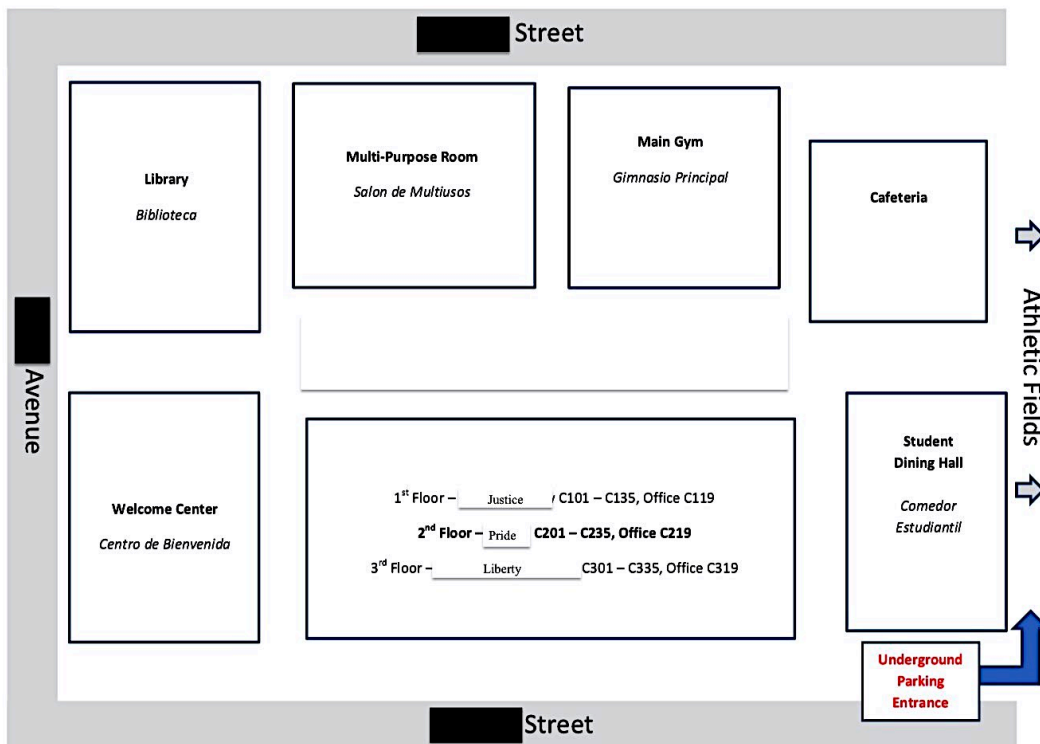 Street
Library
Biblioteca
Multi-Purpose Room
Salon de Multiusos
Main Gym
Gimnasio Principal
Cafeteria
Athletic Fields
Avenue
Welcome Center
Centro de Bienvenida
1st Floor – Justice C101 – C135, Office C119
2nd Floor – Pride C201 – C235, Office C219
3rd Floor – Liberty C301 – C335, Office C319
Student
Dining Hall
Comedor
Estudiantil
Underground
Parking
Entrance
Street